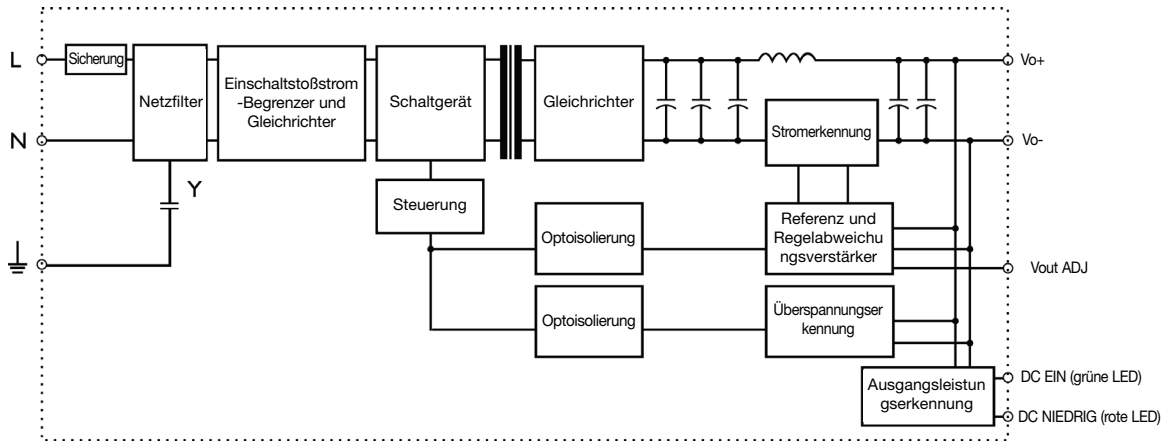 L
Sicherung
Netzfilter
Einschaltstoßstrom
-Begrenzer und
Gleichrichter
Schaltgerät
Gleichrichter
Vo+
N
Stromerkennung
Vo-
Y
Steuerung
Optoisolierung
Referenz und
Regelabweichu
ngsverstärker
Vout ADJ
Optoisolierung
Überspannungser
kennung
Ausgangsleistun
gserkennung
DC EIN (grüne LED)
DC NIEDRIG (rote LED)